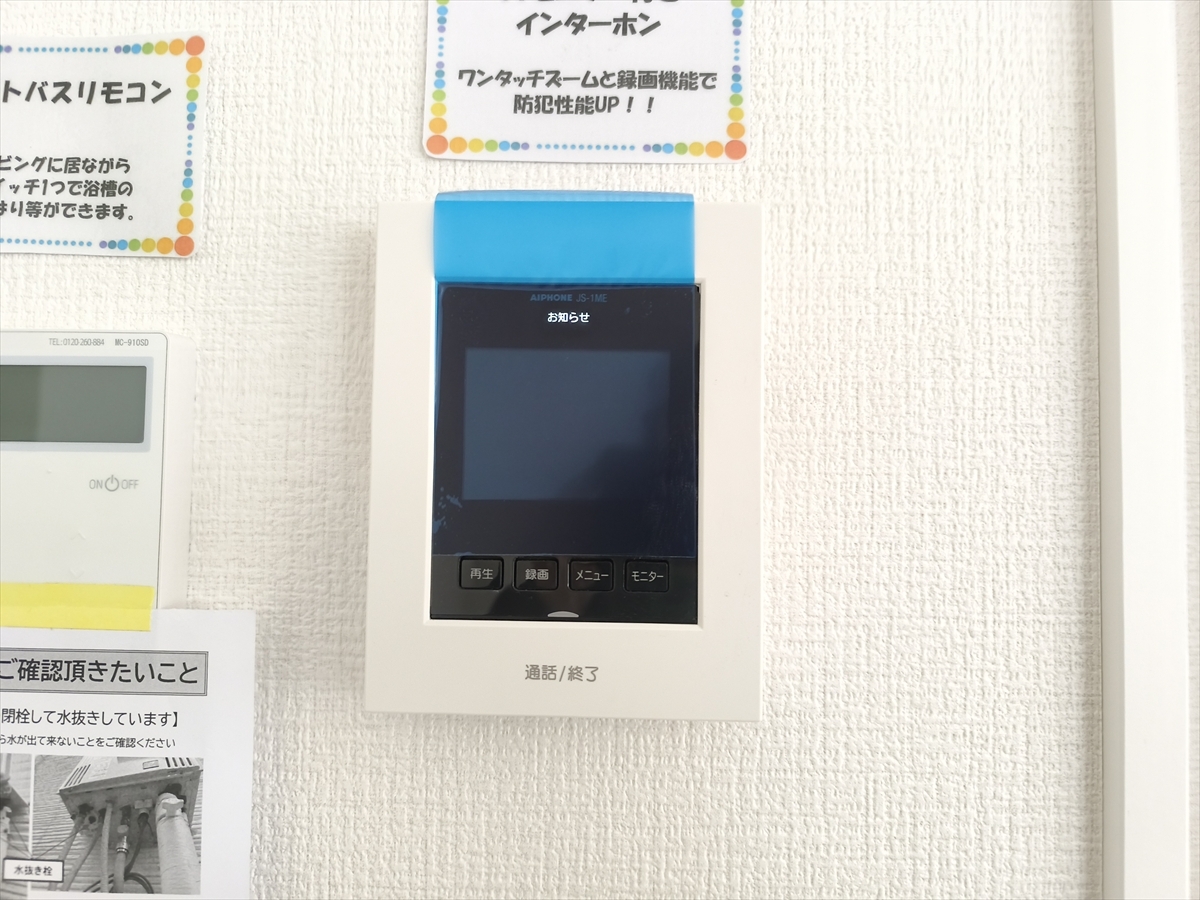 インターホン
ワンタッチズームと録画機能で
防犯性能UP！！
トバスリモコン
ビングに居ながら
イッチ1つで浴槽の
はり等ができます。
AIPHONE JS-1ME
お知らせ
再生 録画 メニュー モニター
通話/終了
TEL:0120-260-884 MC-910SD
ON OFF
ご確認頂きたいこと
閉栓して水抜きしています】
ら水が出て来ないことをご確認ください
水抜き栓